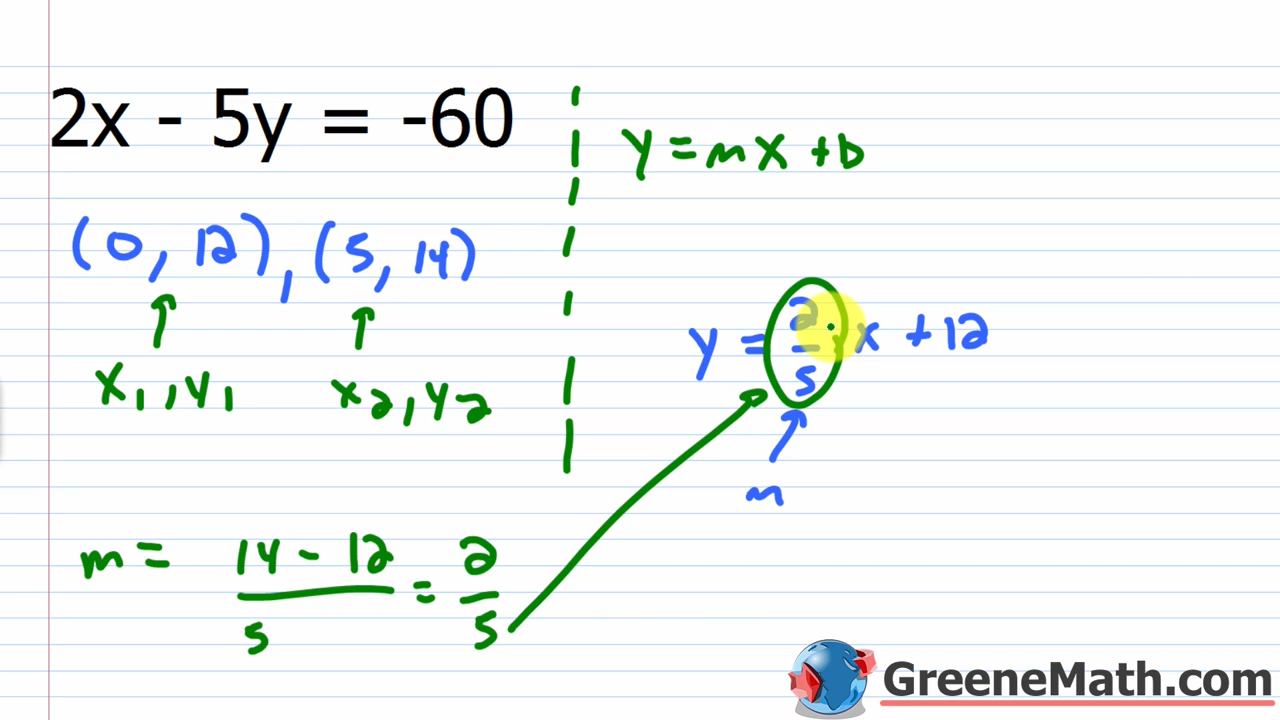 2x - 5y = -60
y = mx + b
(0, 12), (5, 14)
x1, y1 x2, y2
y = 2/5 x + 12
m
m = 14 - 12 / 5 = 2/5
GreeneMath.com